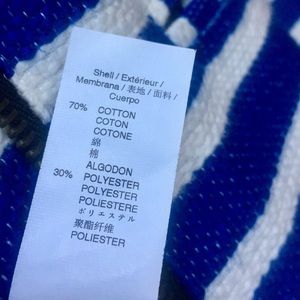 Shell / Extérieur /
Membrana / 表地 / 面料 /
Cuerpo
70% COTTON
COTON
COTONE
綿
棉
ALGODON
30% POLYESTER
POLYESTER
POLIESTERE
ポリエステル
聚酯纤维
POLIESTER